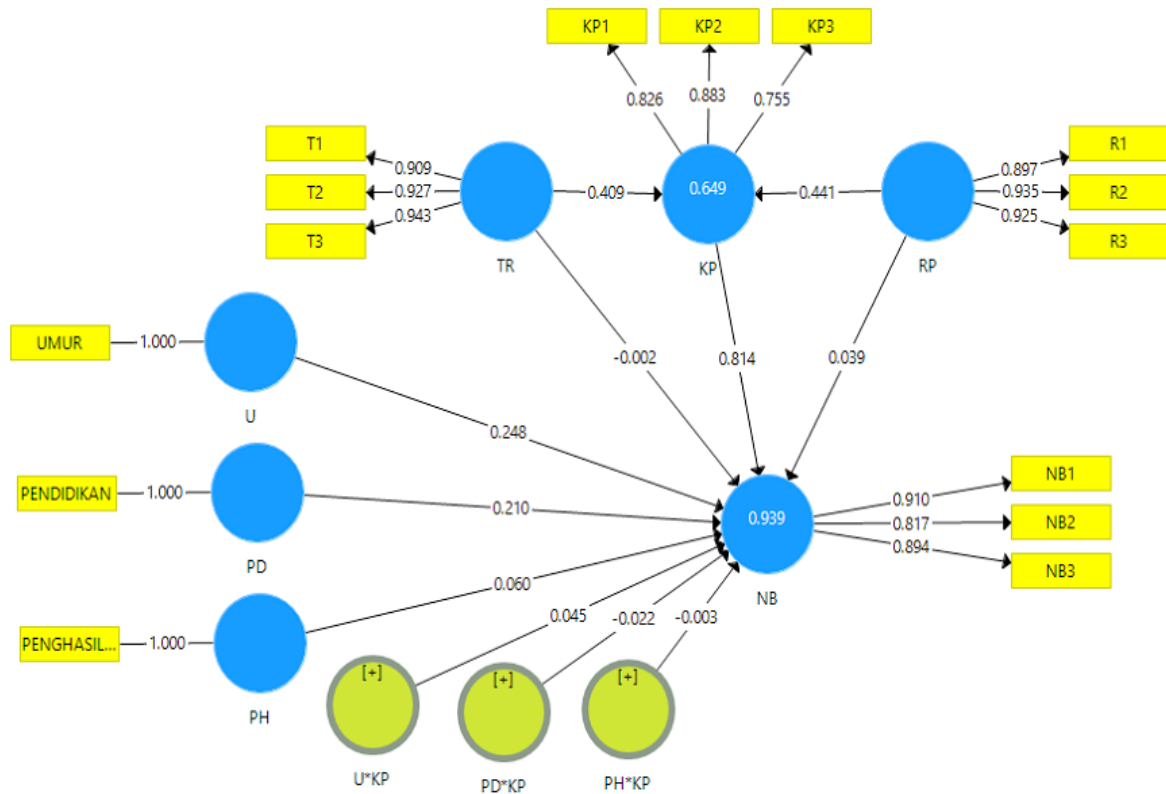 KP1
KP2
KP3
0.826
0.883
0.755
T1
T2
T3
0.909
0.927
0.943
0.409
0.649
0.441
0.897
0.935
0.925
R1
R2
R3
TR
KP
RP
UMUR
1.000
U
-0.002
0.814
0.039
0.248
PENDIDIKAN
1.000
PD
0.210
0.939
NB
0.910
0.817
0.894
NB1
NB2
NB3
PENGHASIL...
1.000
PH
0.060
0.045
-0.022
-0.003
[+]
[+]
[+]
U*KP
PD*KP
PH*KP